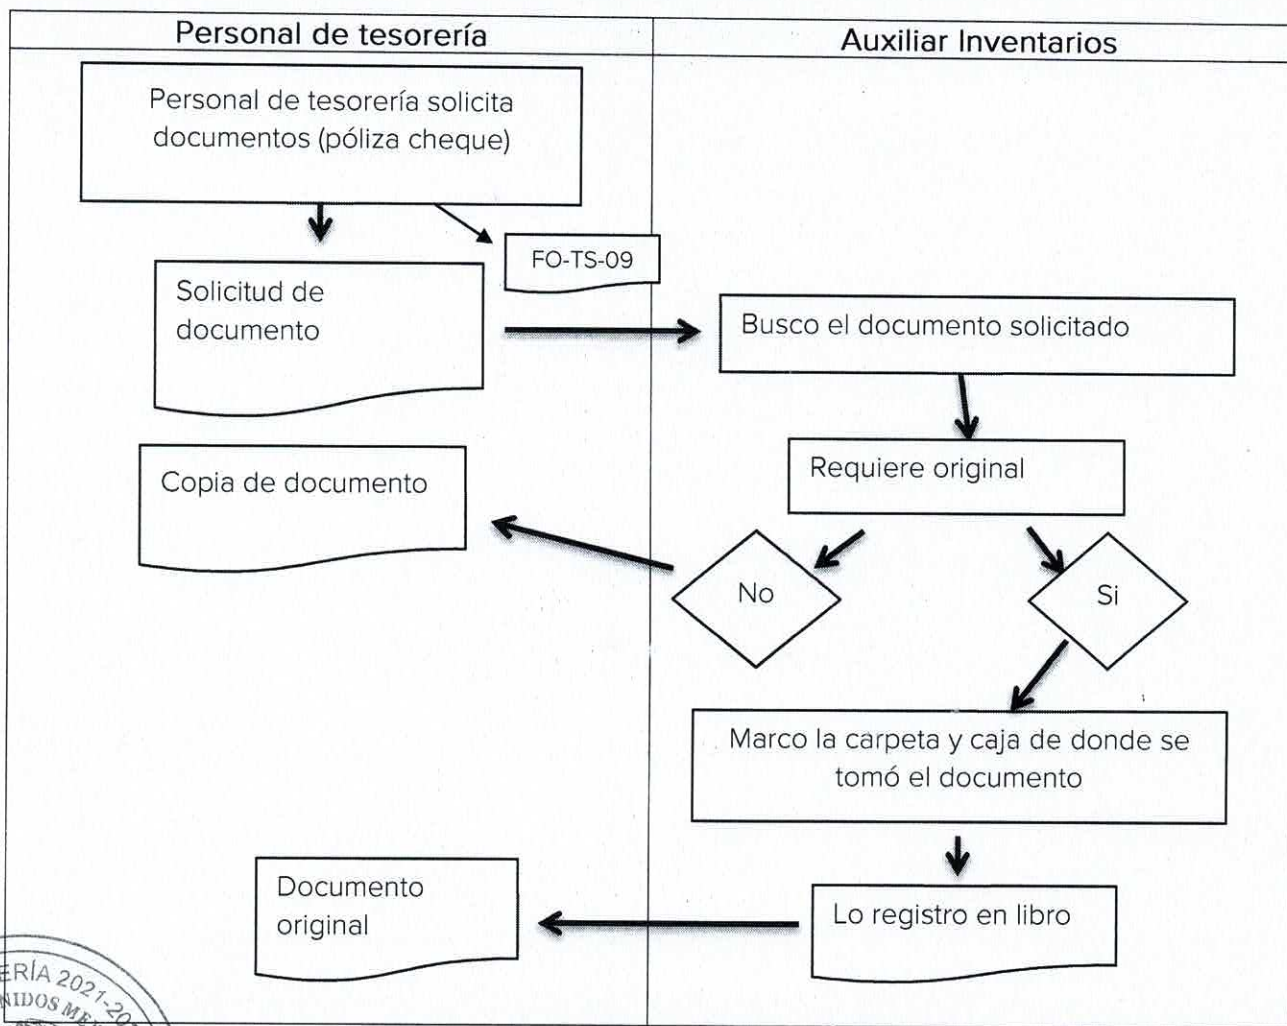 Personal de tesorería
Auxiliar Inventarios
Personal de tesorería solicita
documentos (póliza cheque)
FO-TS-09
Solicitud de
documento
Busco el documento solicitado
Requiere original
Copia de documento
No
Si
Marco la carpeta y caja de donde se
tomó el documento
Lo registro en libro
Documento
original
ERÍA 2021-20
NIDOS ME